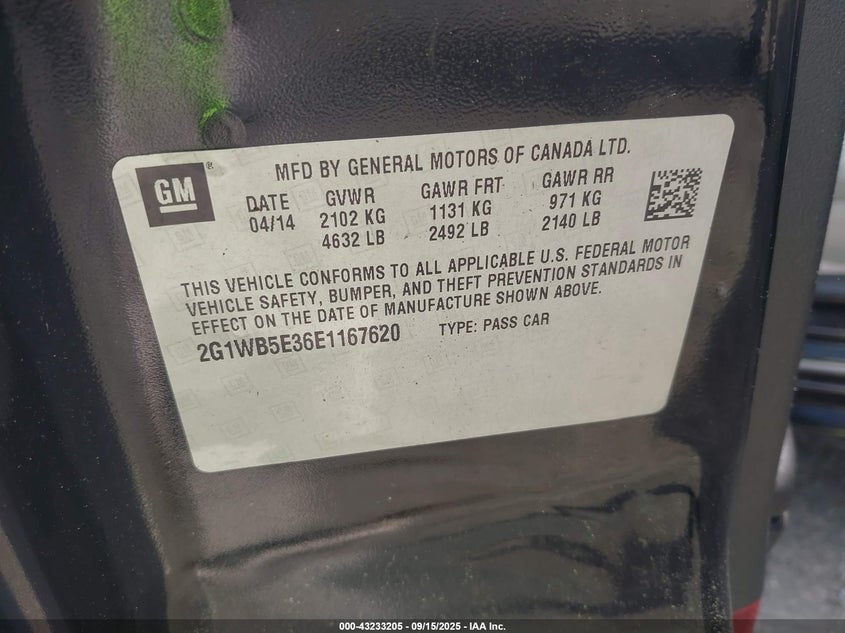 GM
MFD BY GENERAL MOTORS OF CANADA LTD.
DATE GVWR GAWR FRT GAWR RR
04/14 2102 KG 1131 KG 971 KG
4632 LB 2492 LB 2140 LB
THIS VEHICLE CONFORMS TO ALL APPLICABLE U.S. FEDERAL MOTOR
VEHICLE SAFETY, BUMPER, AND THEFT PREVENTION STANDARDS IN
EFFECT ON THE DATE OF MANUFACTURE SHOWN ABOVE.
2G1WB5E36E1167620 TYPE: PASS CAR
000-43233205 - 09/15/2025 - IAA Inc.